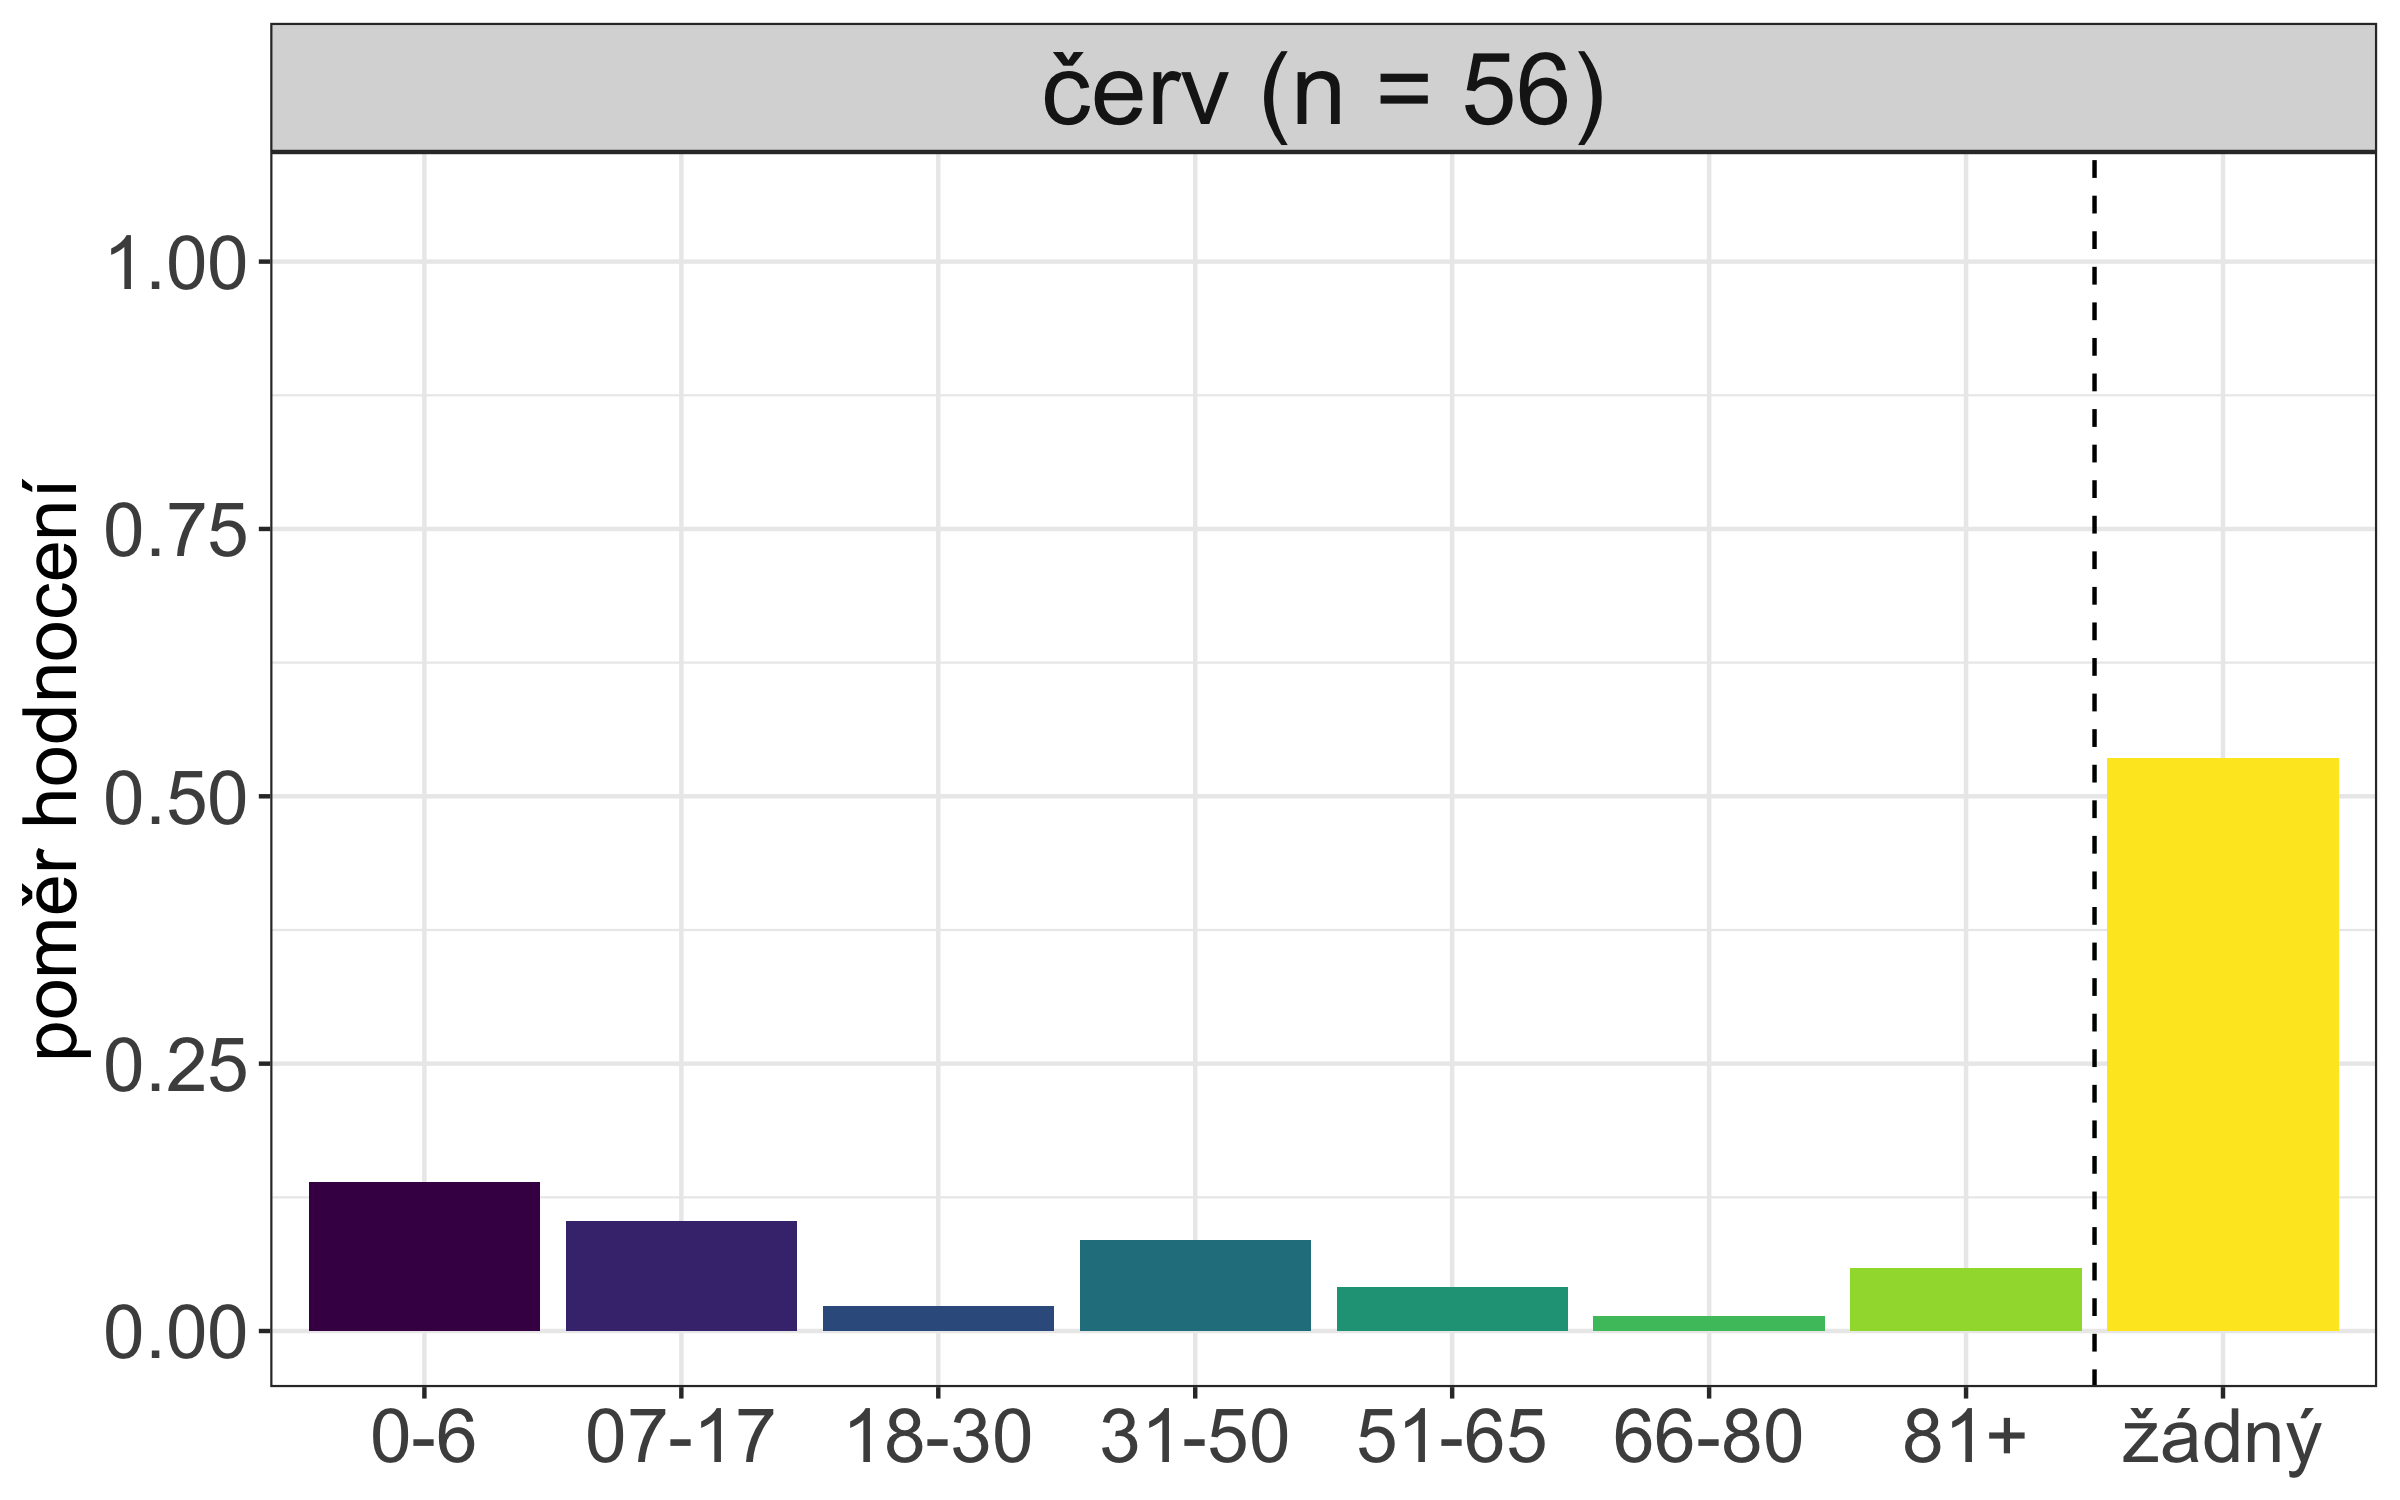 červ (n = 56)
poměr hodnocení
1.00
0.75
0.50
0.25
0.00
0-6 07-17 18-30 31-50 51-65 66-80 81+ žádný